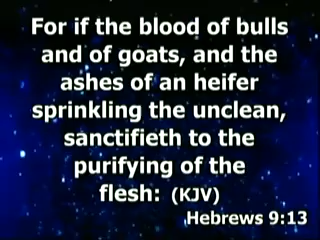 For if the blood of bulls
and of goats, and the
ashes of an heifer
sprinkling the unclean,
sanctifieth to the
purifying of the
flesh: (KJV)
Hebrews 9:13